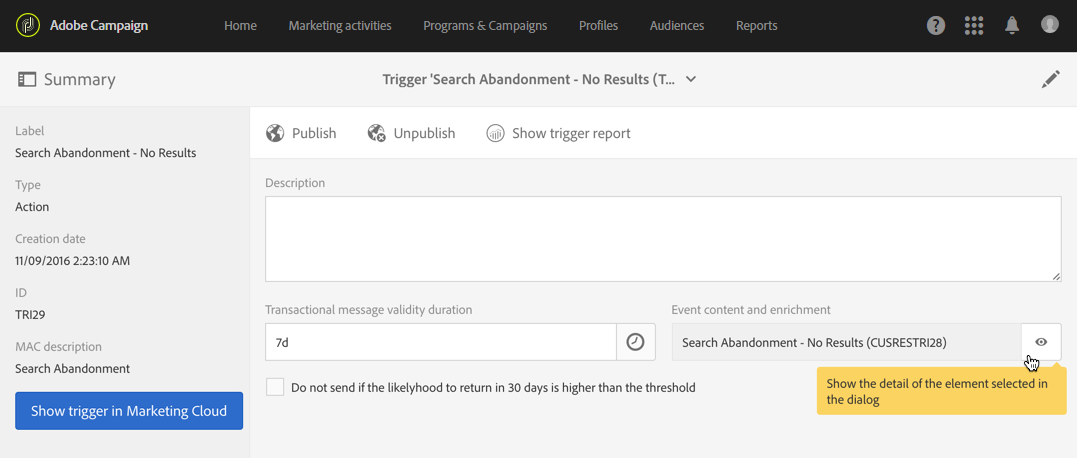 Adobe Campaign Home Marketing activities Programs & Campaigns Profiles Audiences Reports
Summary
Trigger 'Search Abandonment - No Results (T...
Label
Search Abandonment - No Results
Type
Action
Creation date
11/09/2016 2:23:10 AM
ID
TRI29
MAC description
Search Abandonment
Show trigger in Marketing Cloud
Publish Unpublish Show trigger report
Description
Transactional message validity duration
7d
Event content and enrichment
Search Abandonment - No Results (CUSRESTRI28)
Do not send if the likelyhood to return in 30 days is higher than the threshold
Show the detail of the element selected in
the dialog